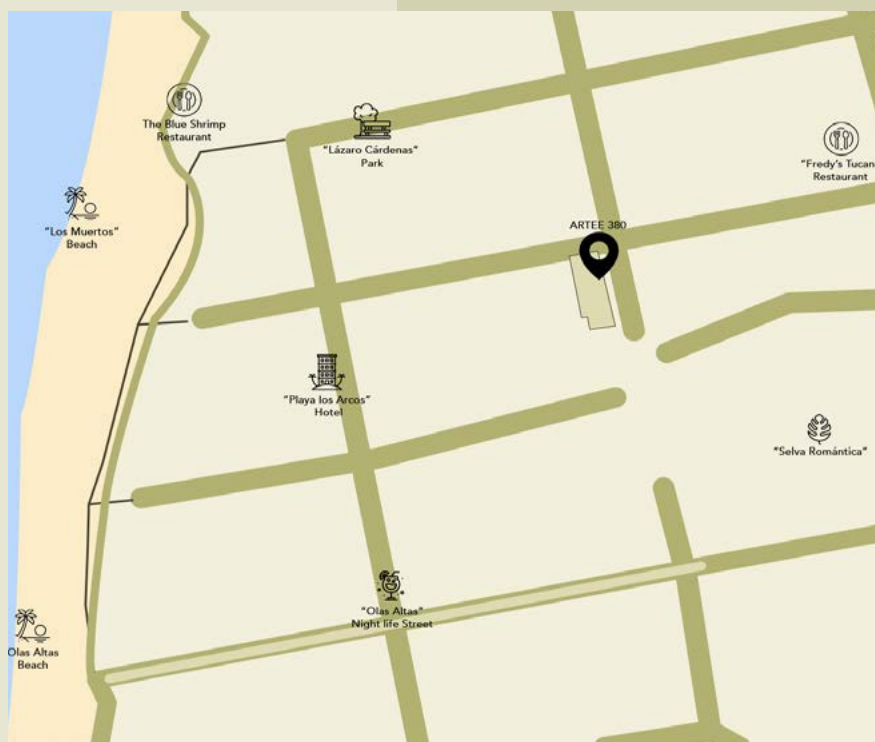 The Blue Shrimp
Restaurant
"Lázaro Cárdenas"
Park
"Fredy's Tucan
Restaurant
"Los Muertos"
Beach
ARTEE 380
"Playa los Arcos"
Hotel
"Selva Romántica"
"Olas Altas"
Night life Street
Olas Altas
Beach